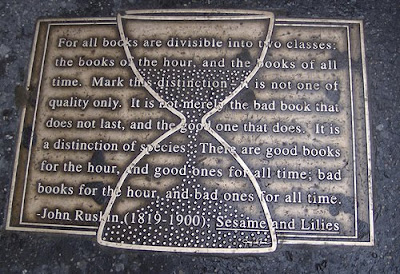 For all books are divisible into two classes:
the books of the hour, and the books of all
time. Mark this distinction - it is not one of
quality only. It is not merely the bad book that
does not last, and the good one that does. It is
a distinction of species. There are good books
for the hour, and good ones for all time; bad
books for the hour, and bad ones for all time.
-John Ruskin (1819-1900); Sesame and Lilies